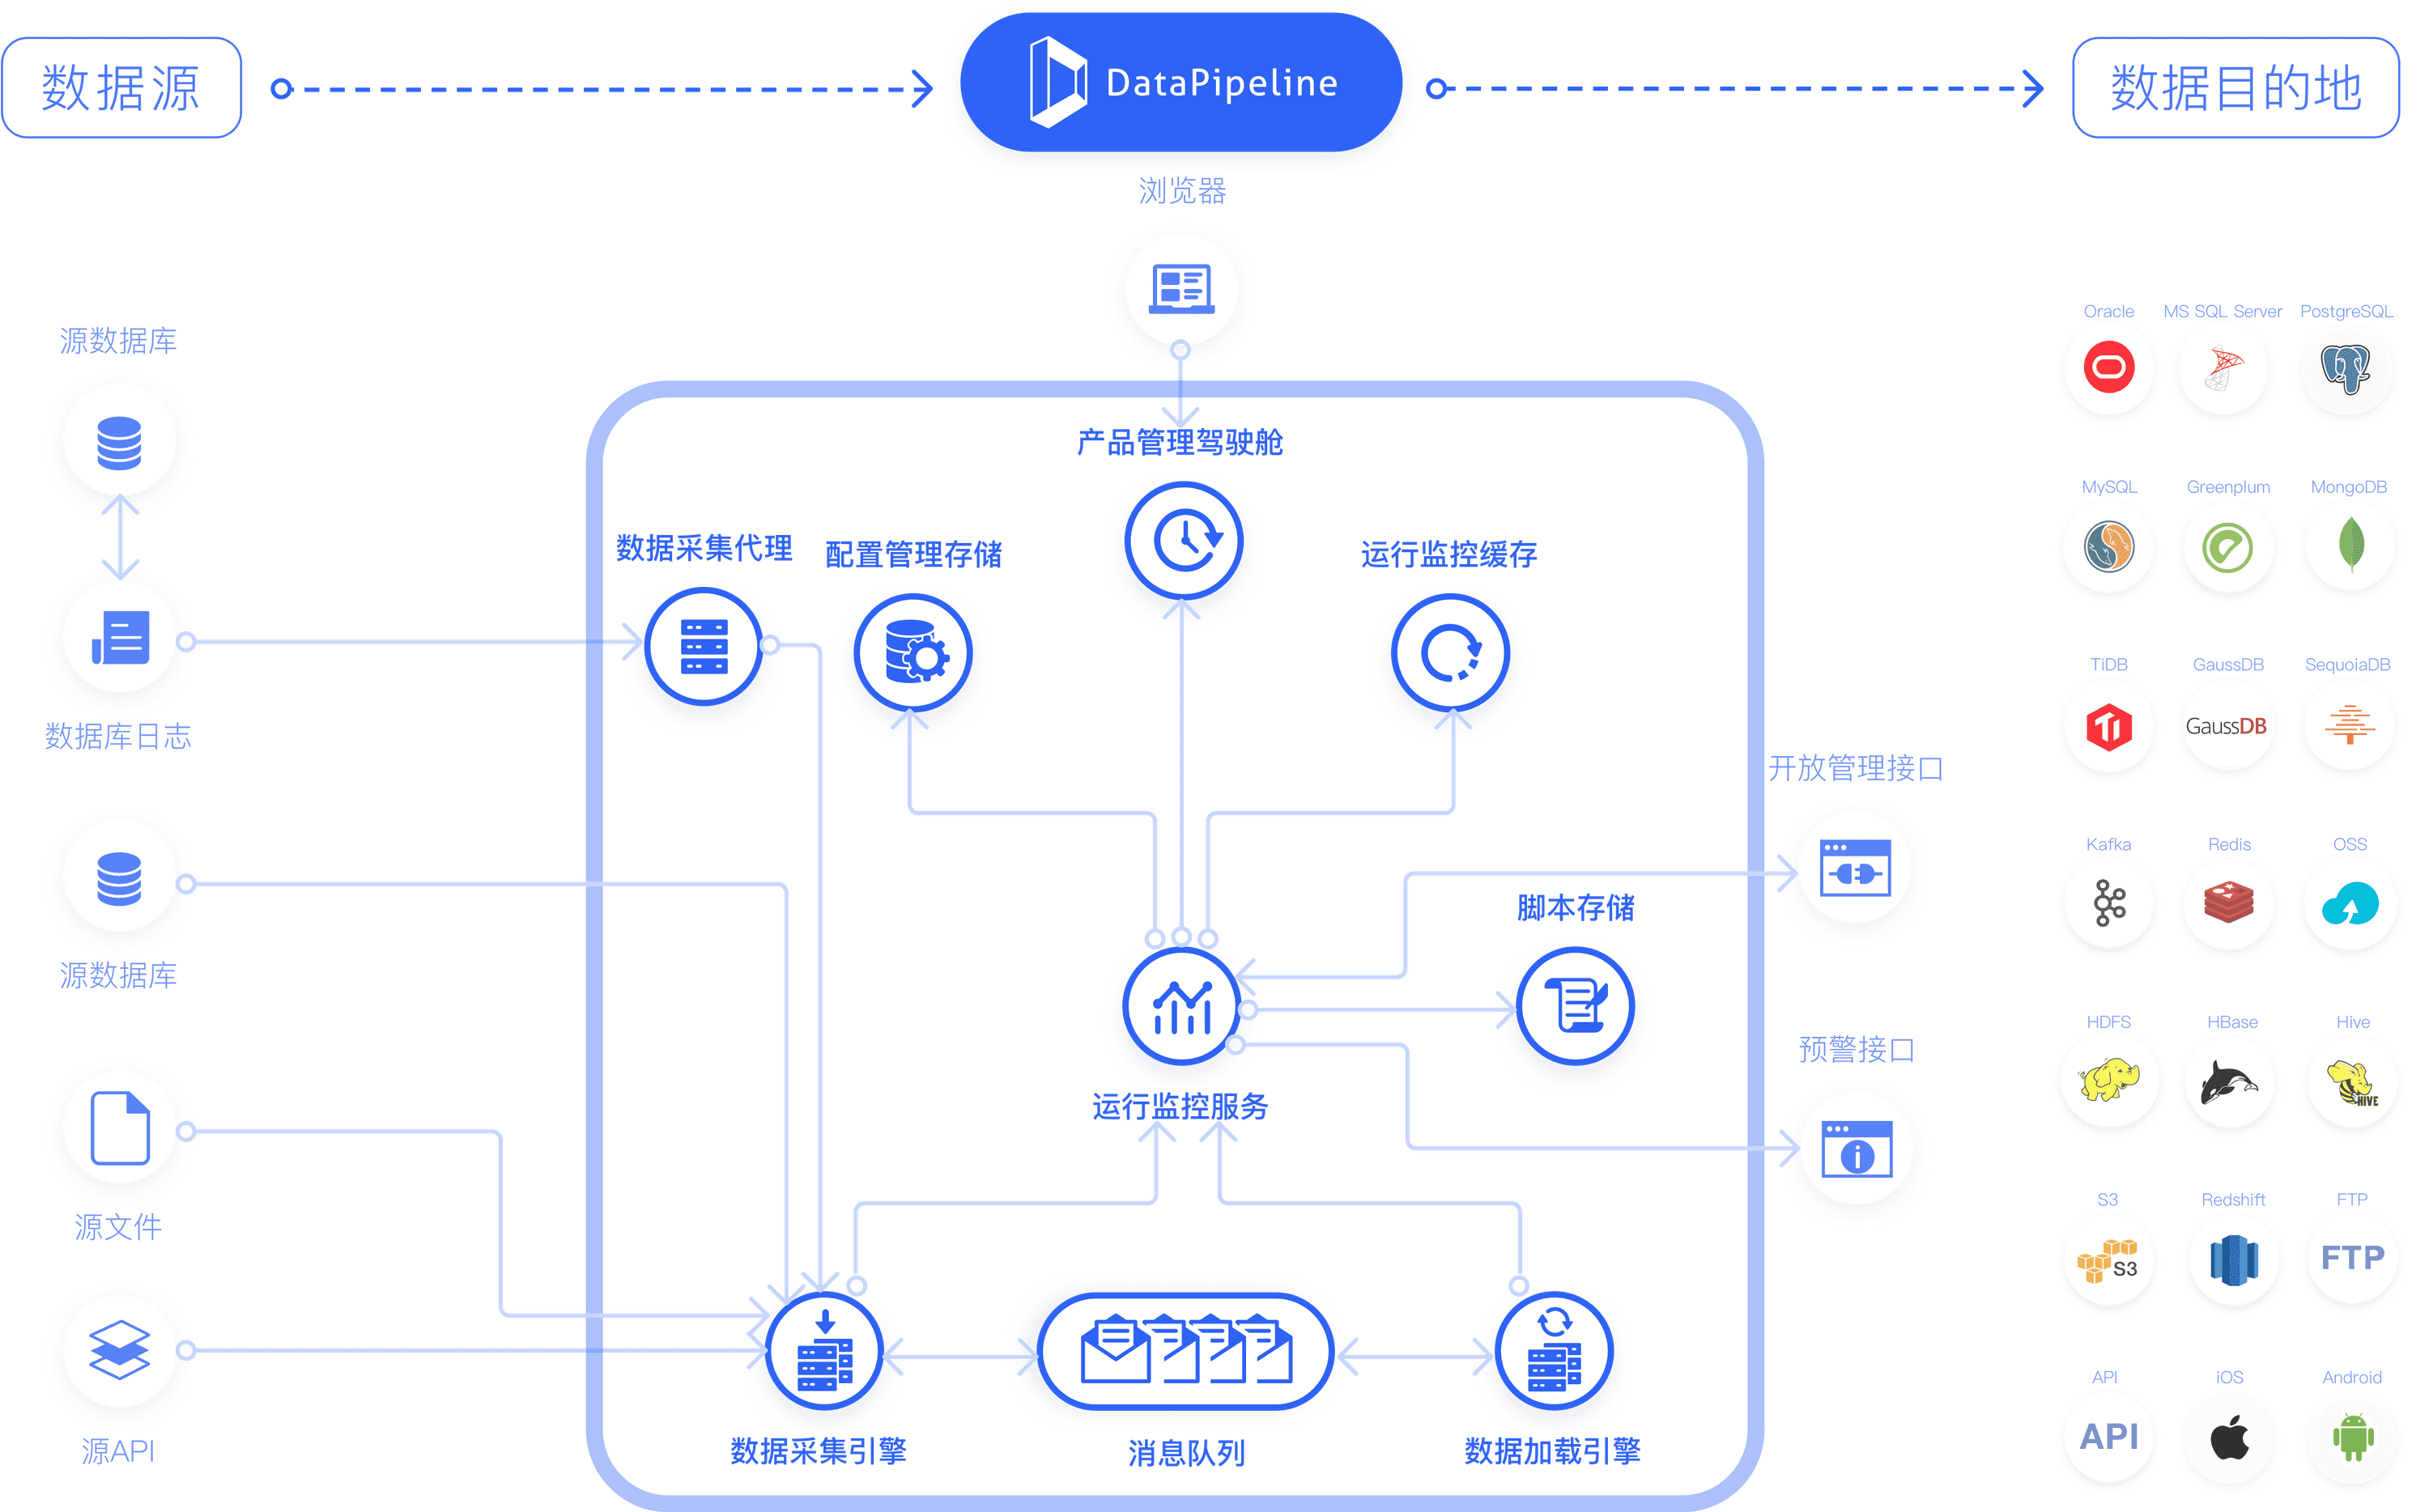 数据源
DataPipeline
数据目的地
浏览器
源数据库
数据库日志
源数据库
源文件
源API
产品管理驾驶舱
数据采集代理
配置管理存储
运行监控缓存
开放管理接口
脚本存储
运行监控服务
预警接口
数据采集引擎
消息队列
数据加载引擎
Oracle
MS SQL Server
PostgreSQL
MySQL
Greenplum
MongoDB
TiDB
GaussDB
SequoiaDB
GaussDB
Kafka
Redis
OSS
HDFS
HBase
Hive
HIVE
S3
Redshift
FTP
S3
FTP
API
iOS
Android
API